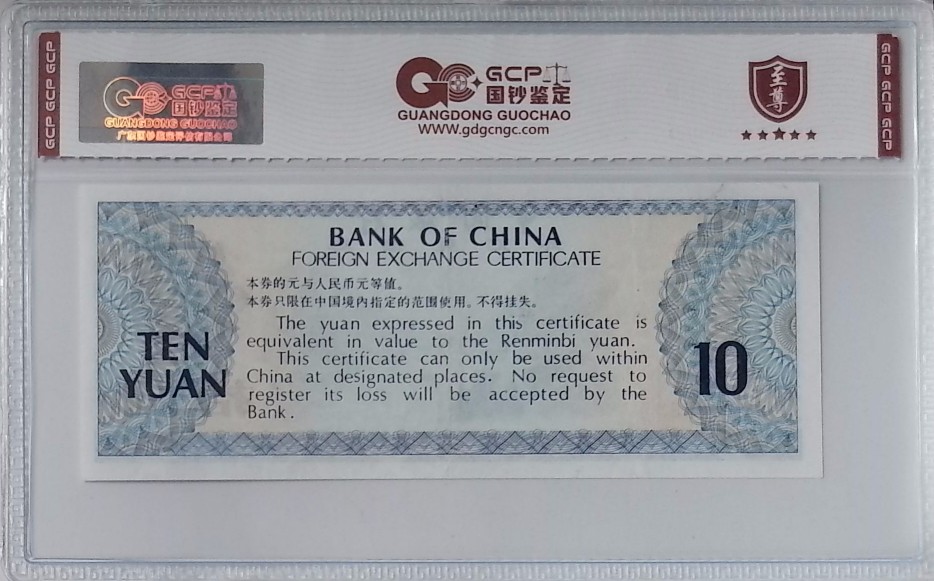 GCP GCP GCP
GCP
国钞鉴定
GUANGDONG GUOCHAO
GCP
国钞鉴定
GUANGDONG GUOCHAO
www.gdgcngc.com
至尊
GCP GCP GCP
BANK OF CHINA
FOREIGN EXCHANGE CERTIFICATE
本券的元与人民币元等值。
本券只限在中国境内指定的范围使用。不得挂失。
The yuan expressed in this certificate is
equivalent in value to the Renminbi yuan.
This certificate can only be used within
China at designated places. No request to
register its loss will be accepted by the
Bank.
TEN
YUAN
10